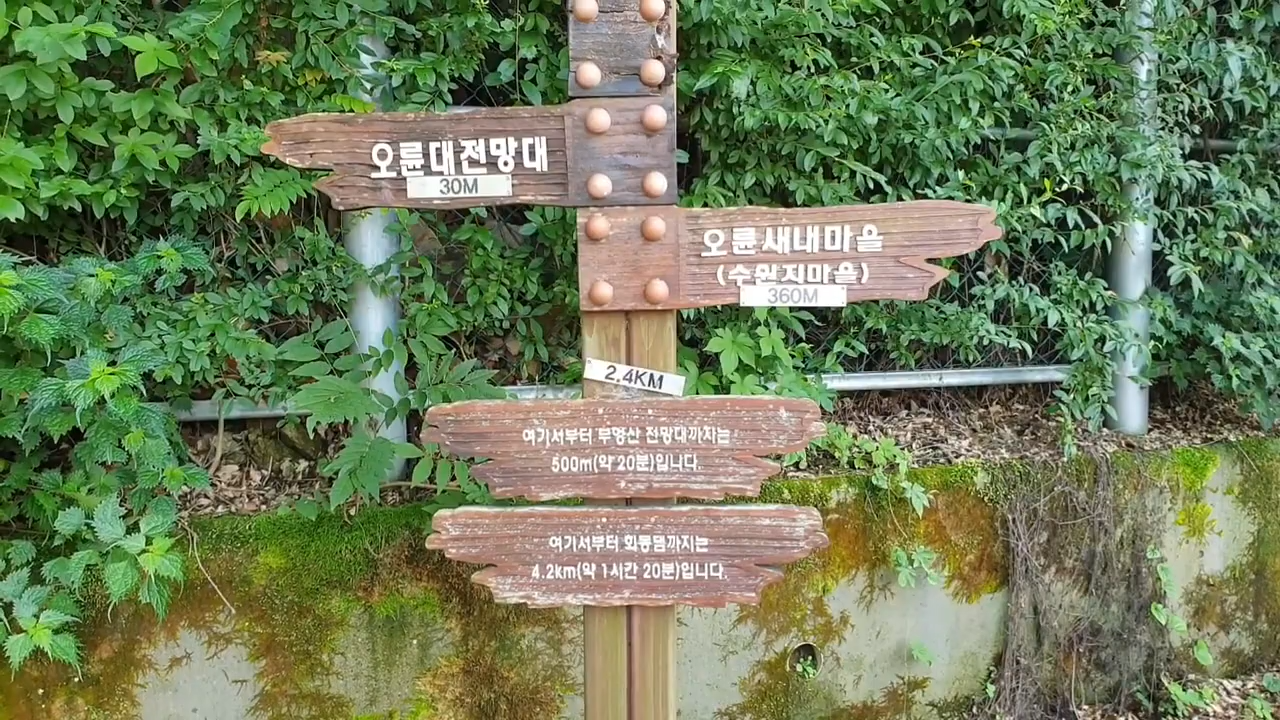 오륜대전망대
30M
오륜새내마을
(수원지마을)
360M
2.4KM
여기서부터 부엉산 전망대까지는
500m(약 20분)입니다.
여기서부터 회동댐까지는
4.2km(약 1시간 20분)입니다.